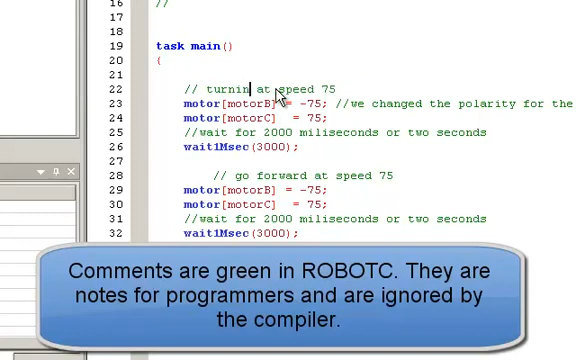 16 //
17
18
19 task main()
20 {
21
22 // turnin at speed 75
23 motor[motorB] = -75; //we changed the polarity for the
24 motor[motorC] = 75;
25 //wait for 2000 miliseconds or two seconds
26 wait1Msec(3000);
27
28 // go forward at speed 75
29 motor[motorB] = -75;
30 motor[motorC] = 75;
31 //wait for 2000 miliseconds or two seconds
32 wait1Msec(3000);
Comments are green in ROBOTC. They are
notes for programmers and are ignored by
the compiler.